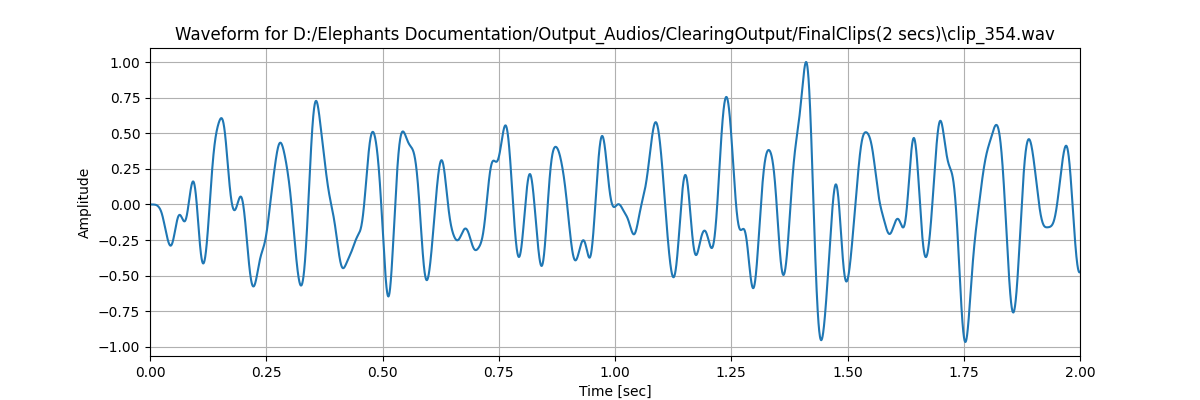 Waveform for D:/Elephants Documentation/Output_Audios/ClearingOutput/FinalClips(2 secs)\clip_354.wav
1.00
0.75
0.50
0.25
0.00
−0.25
−0.50
−0.75
−1.00
Amplitude
0.00 0.25 0.50 0.75 1.00 1.25 1.50 1.75 2.00
Time [sec]